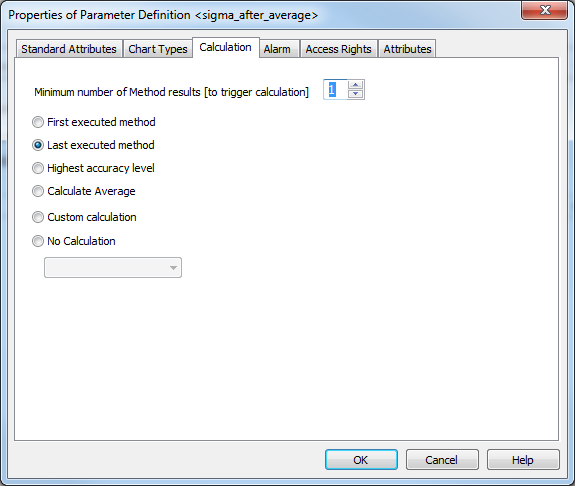 Properties of Parameter Definition <sigma_after_average>
Standard Attributes Chart Types Calculation Alarm Access Rights Attributes
Minimum number of Method results [to trigger calculation] 1
First executed method
Last executed method
Highest accuracy level
Calculate Average
Custom calculation
No Calculation
OK Cancel Help